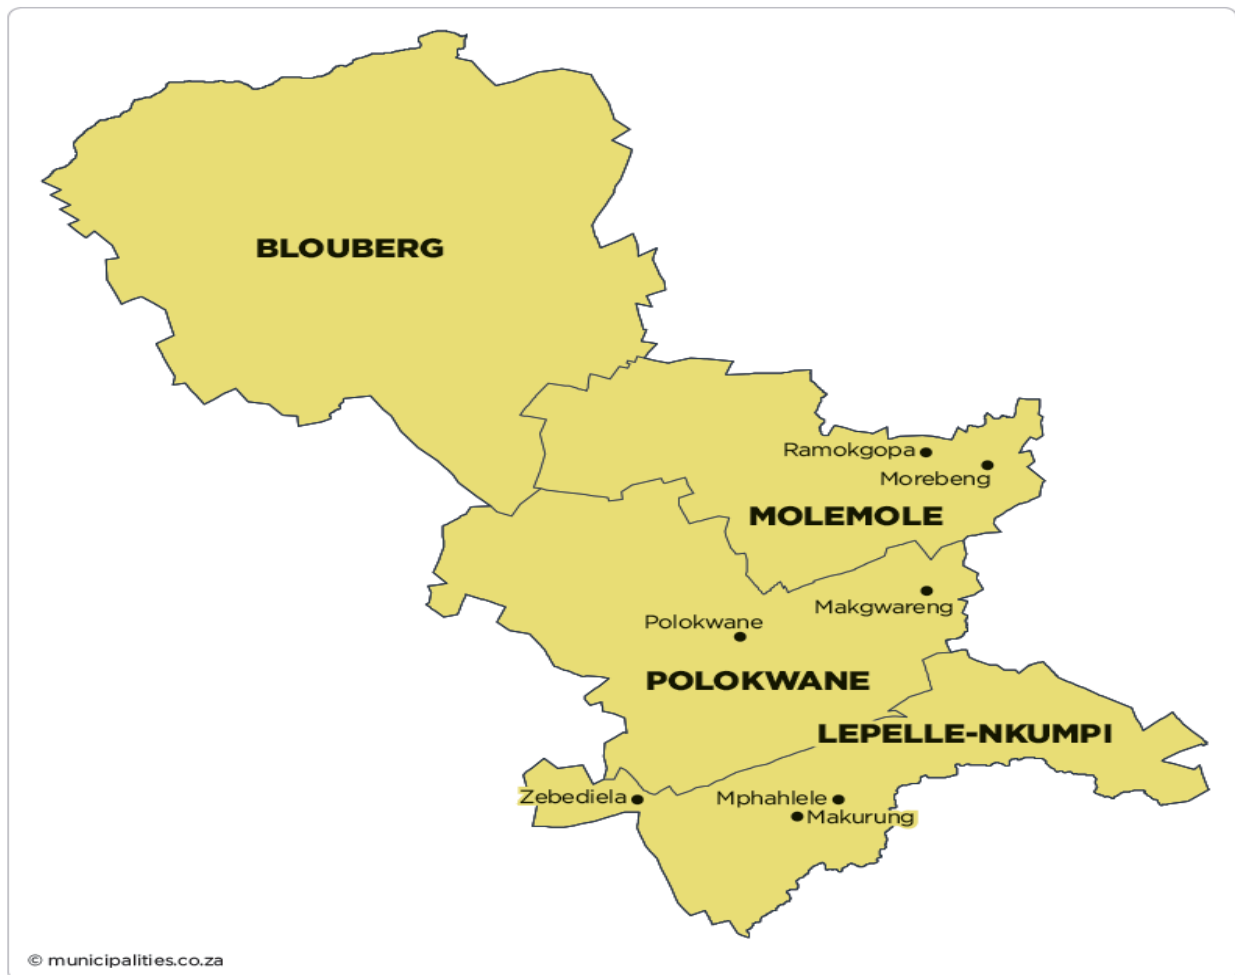 BLOUBERG
Ramokgopa
Morebeng
MOLEMOLE
Makgwareng
Polokwane
POLOKWANE
LEPELLE-NKUMPI
Zebediela
Mphahlele
Makurung
© municipalities.co.za